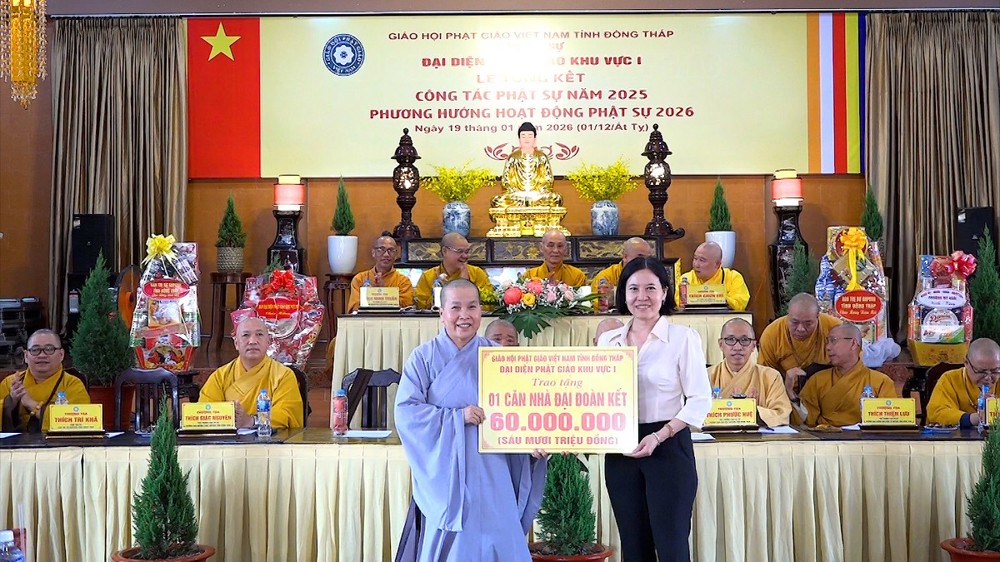 GIÁO HỘI PHẬT GIÁO VIỆT NAM TỈNH ĐỒNG THÁP
SỰ
ĐẠI DIỆN KHU VỰC I
LỄ TỔNG KẾT
CÔNG TÁC PHẬT SỰ NĂM 2025
PHƯƠNG HƯỚNG HOẠT ĐỘNG PHẬT SỰ 2026
Ngày 19 tháng 01 năm 2026 (01/12/Ất Tỵ)
GIÁO HỘI PHẬT GIÁO VIỆT NAM TỈNH ĐỒNG THÁP
ĐẠI DIỆN PHẬT GIÁO KHU VỰC I
Trao tặng
01 CĂN NHÀ ĐẠI ĐOÀN KẾT
60.000.000
(SÁU MƯƠI TRIỆU ĐỒNG)
THÍCH TRÍ KHẢ
THÍCH GIÁC NGUYÊN
THÍCH PHƯỚC HUỆ
THÍCH THIỆN LƯU